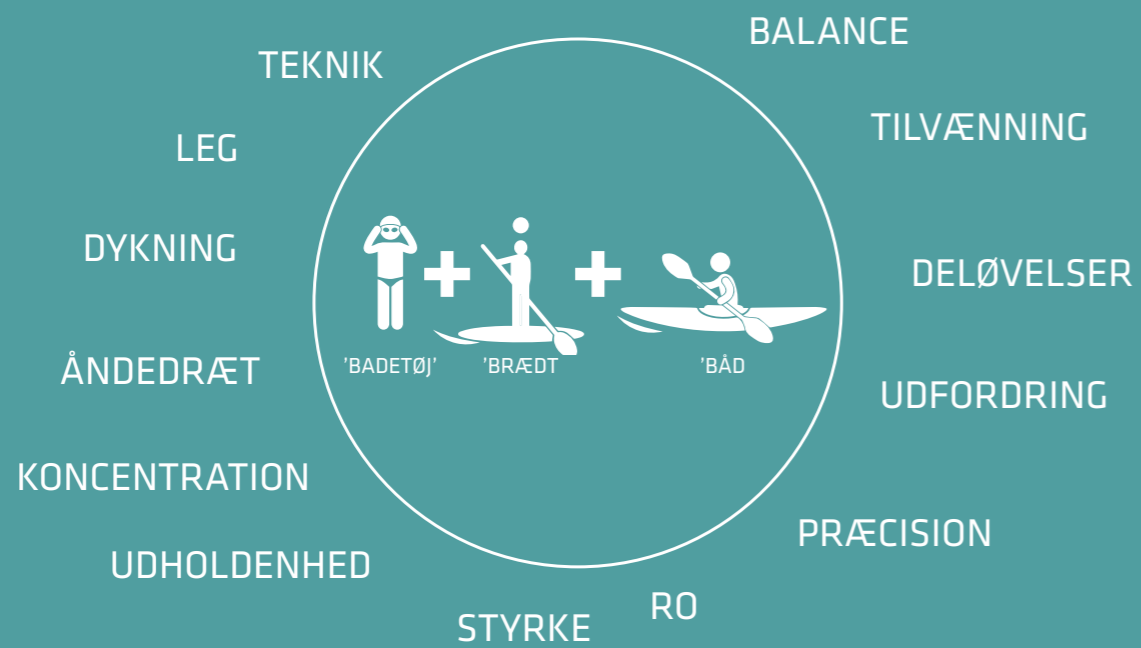 BALANCE
TEKNIK
TILVÆNNING
LEG
DYKNING
DELØVELSER
'BADETØJ'
'BRÆDT
'BÅD
ÅNDEDRÆT
UDFORDRING
KONCENTRATION
PRÆCISION
UDHOLDENHED
RO
STYRKE